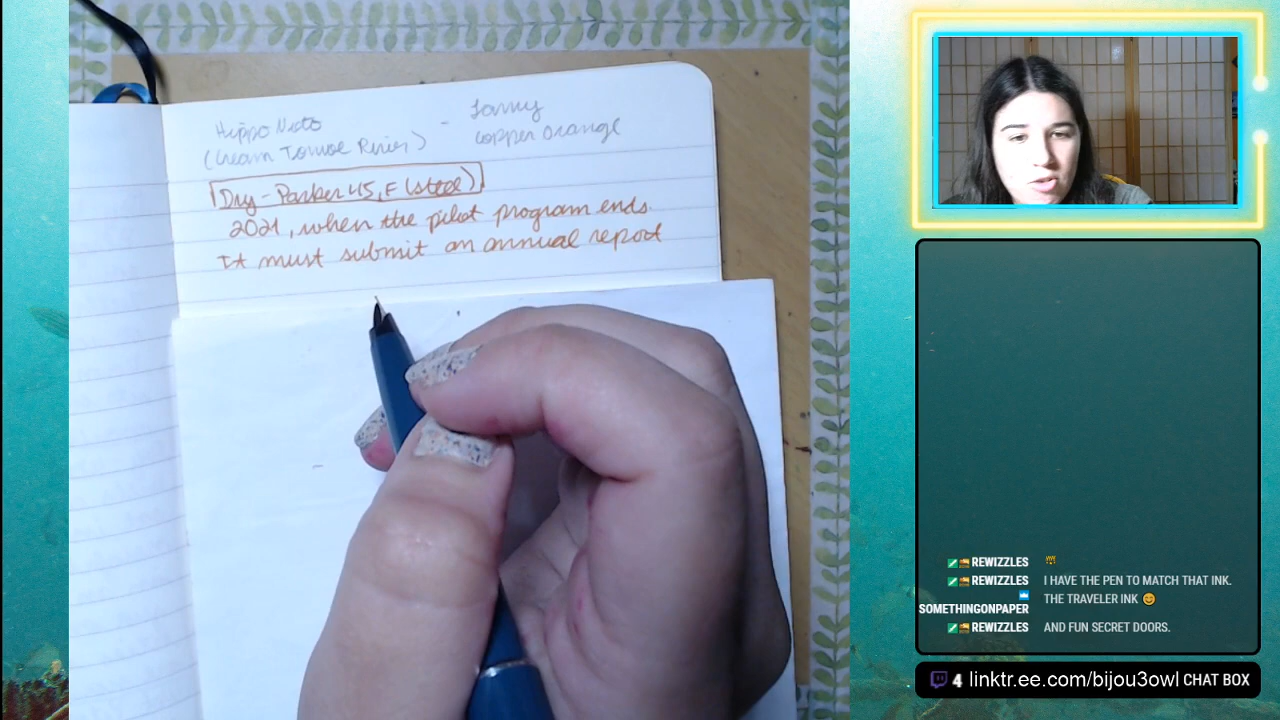 Hippo Noto - Lamy
(Cream Tomoe River) Copper Orange
Dry - Parker 45, F (steel)
2021, when the pilot program ends.
It must submit an annual report
REWIZZLES
REWIZZLES I HAVE THE PEN TO MATCH THAT INK.
SOMETHINGONPAPER THE TRAVELER INK 😊
REWIZZLES AND FUN SECRET DOORS.
4 linktr.ee.com/bijou3owl CHAT BOX